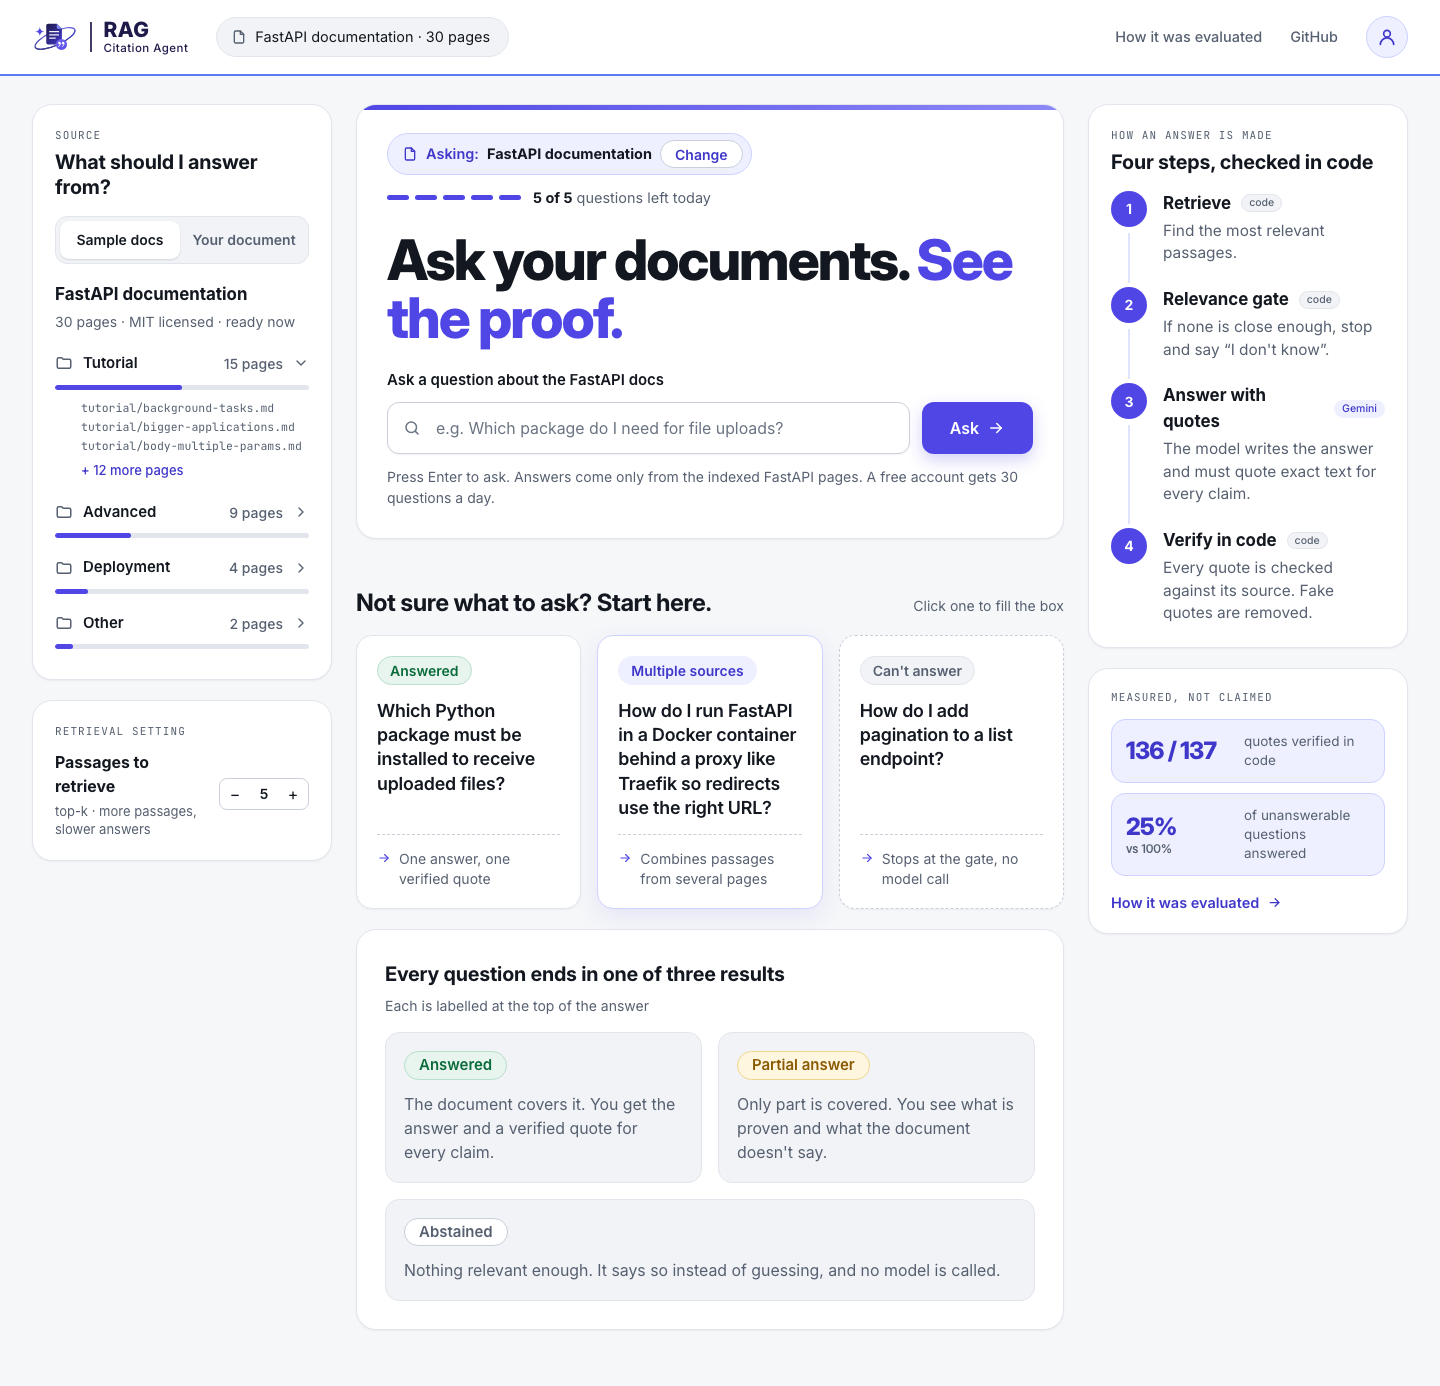 RAG
Citation Agent
FastAPI documentation · 30 pages
How it was evaluated
GitHub
SOURCE
What should I answer
from?
Sample docs
Your document
FastAPI documentation
30 pages · MIT licensed · ready now
Tutorial
15 pages
tutorial/background-tasks.md
tutorial/bigger-applications.md
tutorial/body-multiple-params.md
+ 12 more pages
Advanced
9 pages
Deployment
4 pages
Other
2 pages
RETRIEVAL SETTING
Passages to
retrieve
top-k · more passages,
slower answers
− 5 +
Asking: FastAPI documentation
Change
5 of 5 questions left today
Ask your documents. See
the proof.
Ask a question about the FastAPI docs
e.g. Which package do I need for file uploads?
Ask →
Press Enter to ask. Answers come only from the indexed FastAPI pages. A free account gets 30
questions a day.
Not sure what to ask? Start here.
Click one to fill the box
Answered
Which Python
package must be
installed to receive
uploaded files?
→ One answer, one
verified quote
Multiple sources
How do I run FastAPI
in a Docker container
behind a proxy like
Traefik so redirects
use the right URL?
→ Combines passages
from several pages
Can't answer
How do I add
pagination to a list
endpoint?
→ Stops at the gate, no
model call
Every question ends in one of three results
Each is labelled at the top of the answer
Answered
The document covers it. You get the
answer and a verified quote for
every claim.
Partial answer
Only part is covered. You see what is
proven and what the document
doesn't say.
Abstained
Nothing relevant enough. It says so instead of guessing, and no model is called.
HOW AN ANSWER IS MADE
Four steps, checked in code
1
Retrieve
code
Find the most relevant
passages.
2
Relevance gate
code
If none is close enough, stop
and say “I don't know”.
3
Answer with
quotes
Gemini
The model writes the answer
and must quote exact text for
every claim.
4
Verify in code
code
Every quote is checked
against its source. Fake
quotes are removed.
MEASURED, NOT CLAIMED
136 / 137
quotes verified in
code
25%
vs 100%
of unanswerable
questions
answered
How it was evaluated →